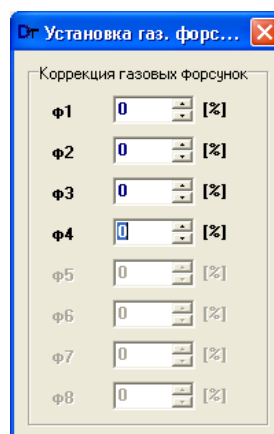 Dт Установка газ. форс...
Коррекция газовых форсунок
ф1 0 [%]
ф2 0 [%]
ф3 0 [%]
ф4 0 [%]
ф5 0 [%]
ф6 0 [%]
ф7 0 [%]
ф8 0 [%]